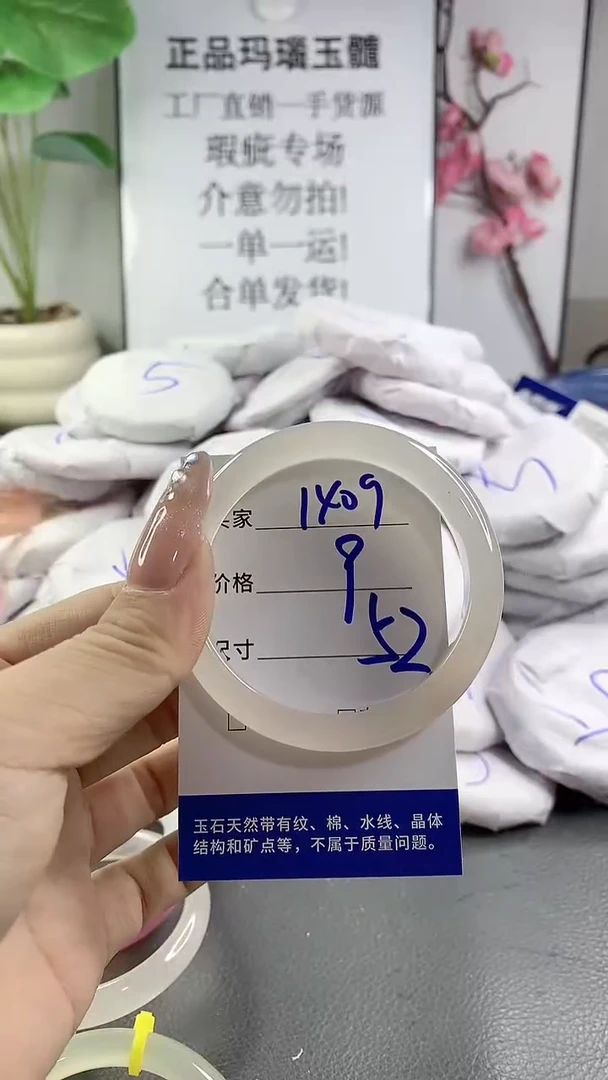 正品玛瑙玉髓
工厂直销一手货源
瑕疵专场
介意勿拍!
一单一运!
合单发货!
5
家 1409
价格 9
尺寸 52
玉石天然带有纹、棉、水线、晶体
结构和矿点等，不属于质量问题。